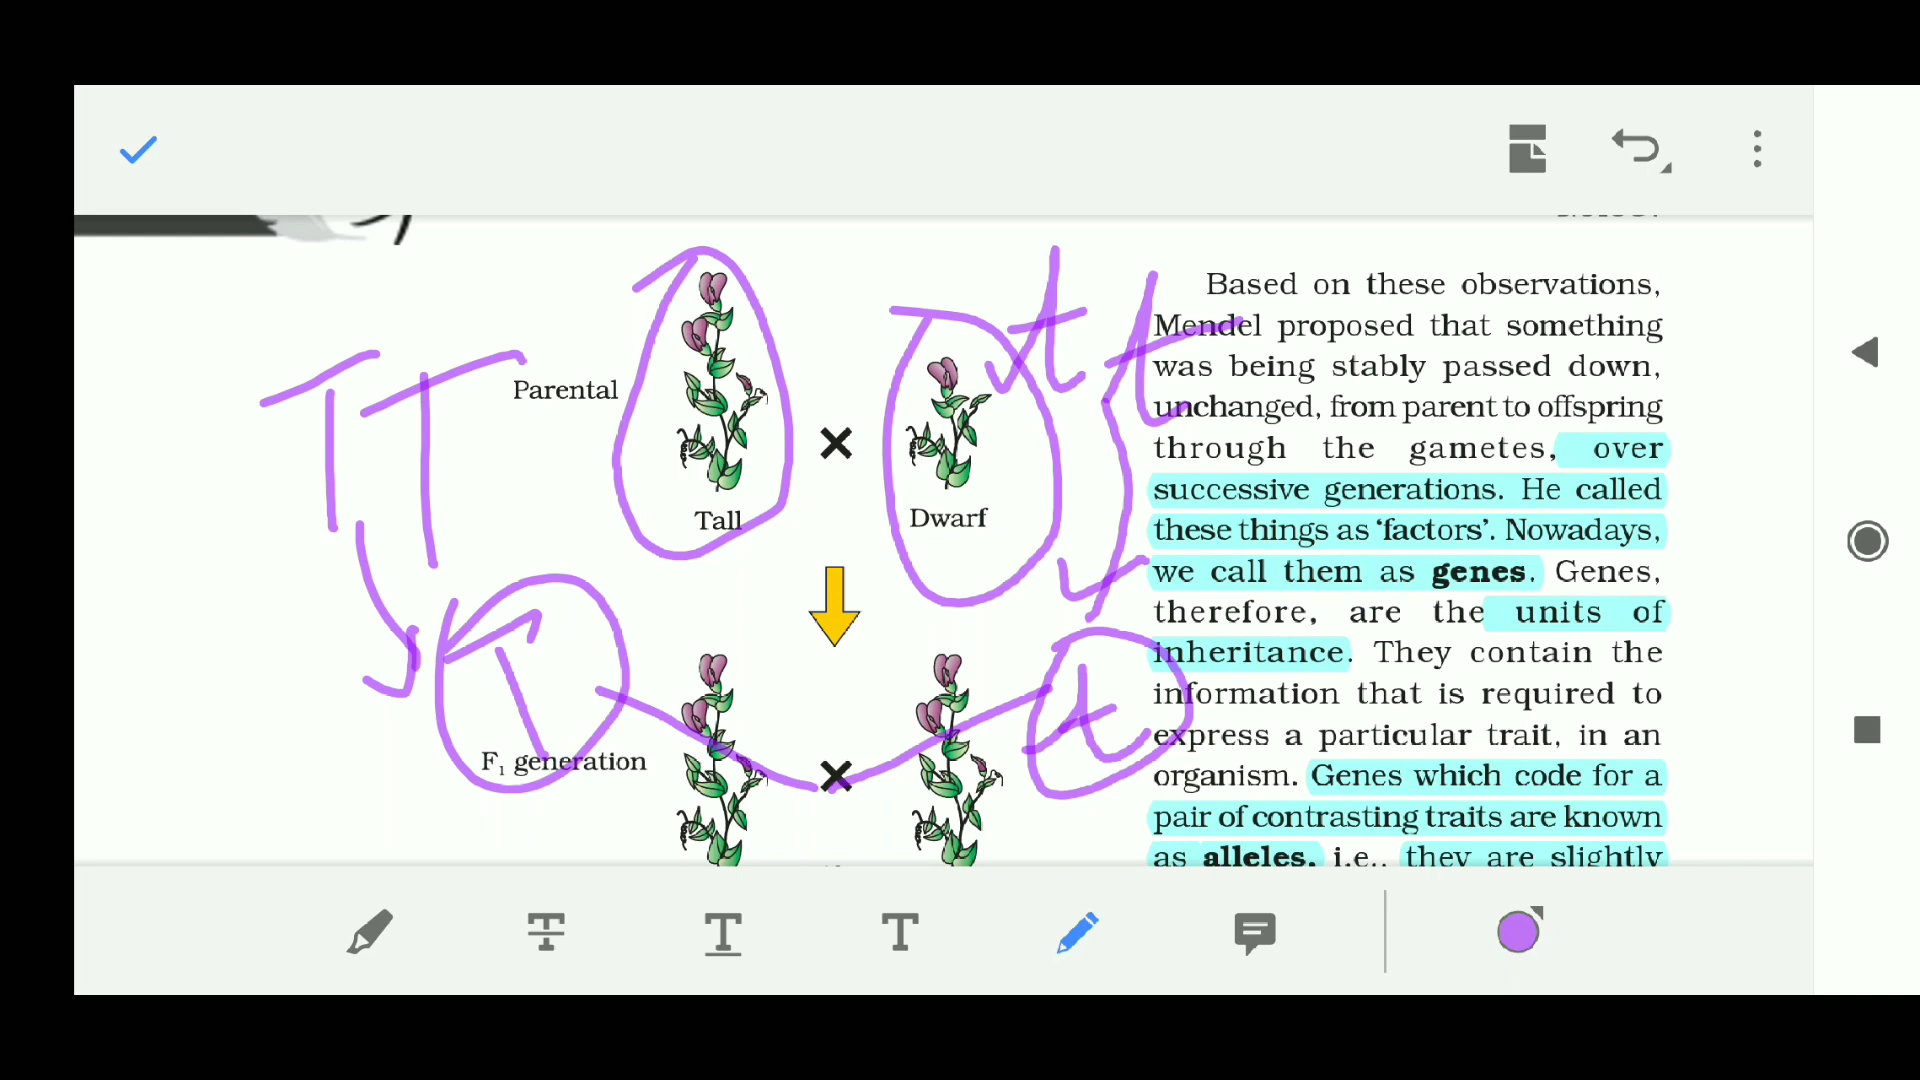 TT
tt
Parental
Tall
Dwarf
T
t
F₁ generation
Based on these observations,
Mendel proposed that something
was being stably passed down,
unchanged, from parent to offspring
through the gametes, over
successive generations. He called
these things as ‘factors’. Nowadays,
we call them as genes. Genes,
therefore, are the units of
inheritance. They contain the
information that is required to
express a particular trait, in an
organism. Genes which code for a
pair of contrasting traits are known
as alleles, i.e., they are slightly